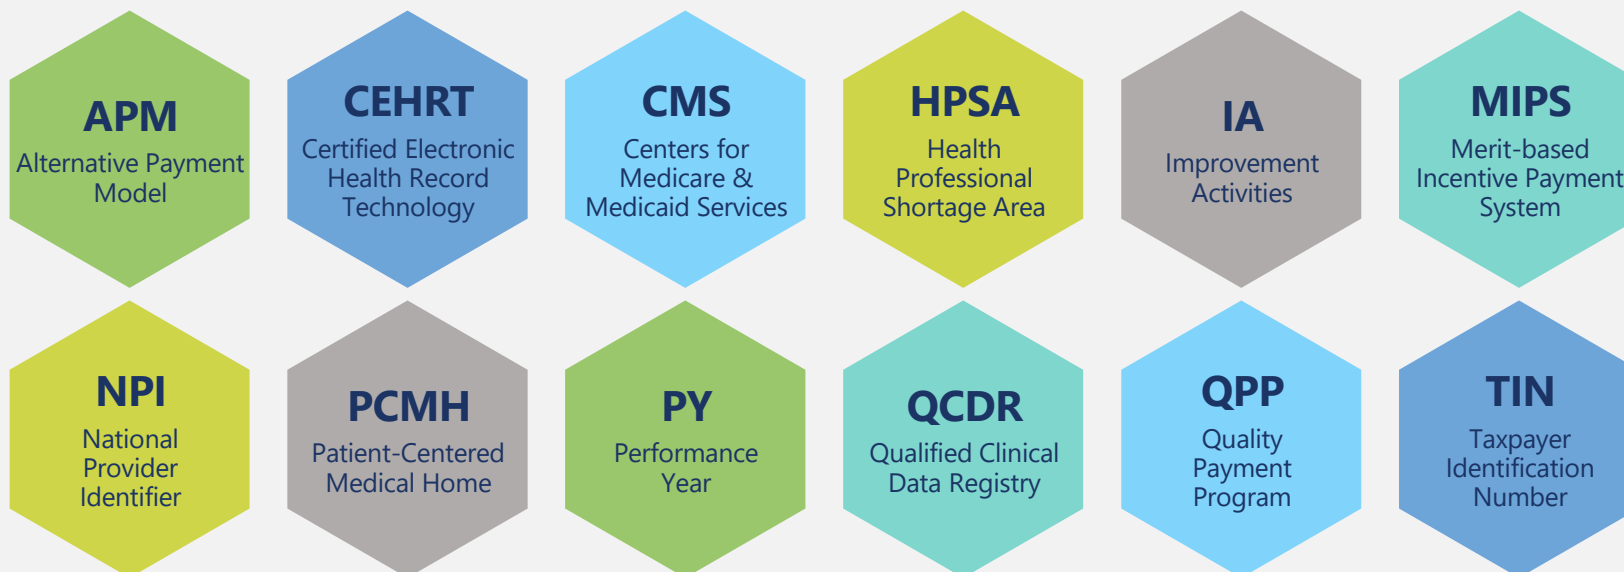 APM
Alternative Payment
Model
CEHRT
Certified Electronic
Health Record
Technology
CMS
Centers for
Medicare &
Medicaid Services
HPSA
Health
Professional
Shortage Area
IA
Improvement
Activities
MIPS
Merit-based
Incentive Payment
System
NPI
National
Provider
Identifier
PCMH
Patient-Centered
Medical Home
PY
Performance
Year
QCDR
Qualified Clinical
Data Registry
QPP
Quality
Payment
Program
TIN
Taxpayer
Identification
Number